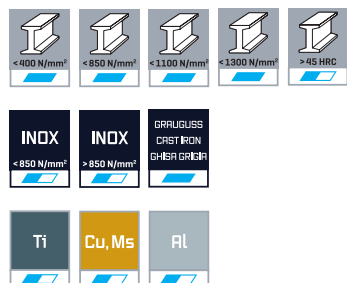 <400 N/mm²
<850 N/mm²
<1100 N/mm²
<1300 N/mm²
>45 HRC
INOX
<850 N/mm²
INOX
>850 N/mm²
GRAUGUSS
CAST IRON
GHISA GRIGIA
Ti
Cu, Ms
Al